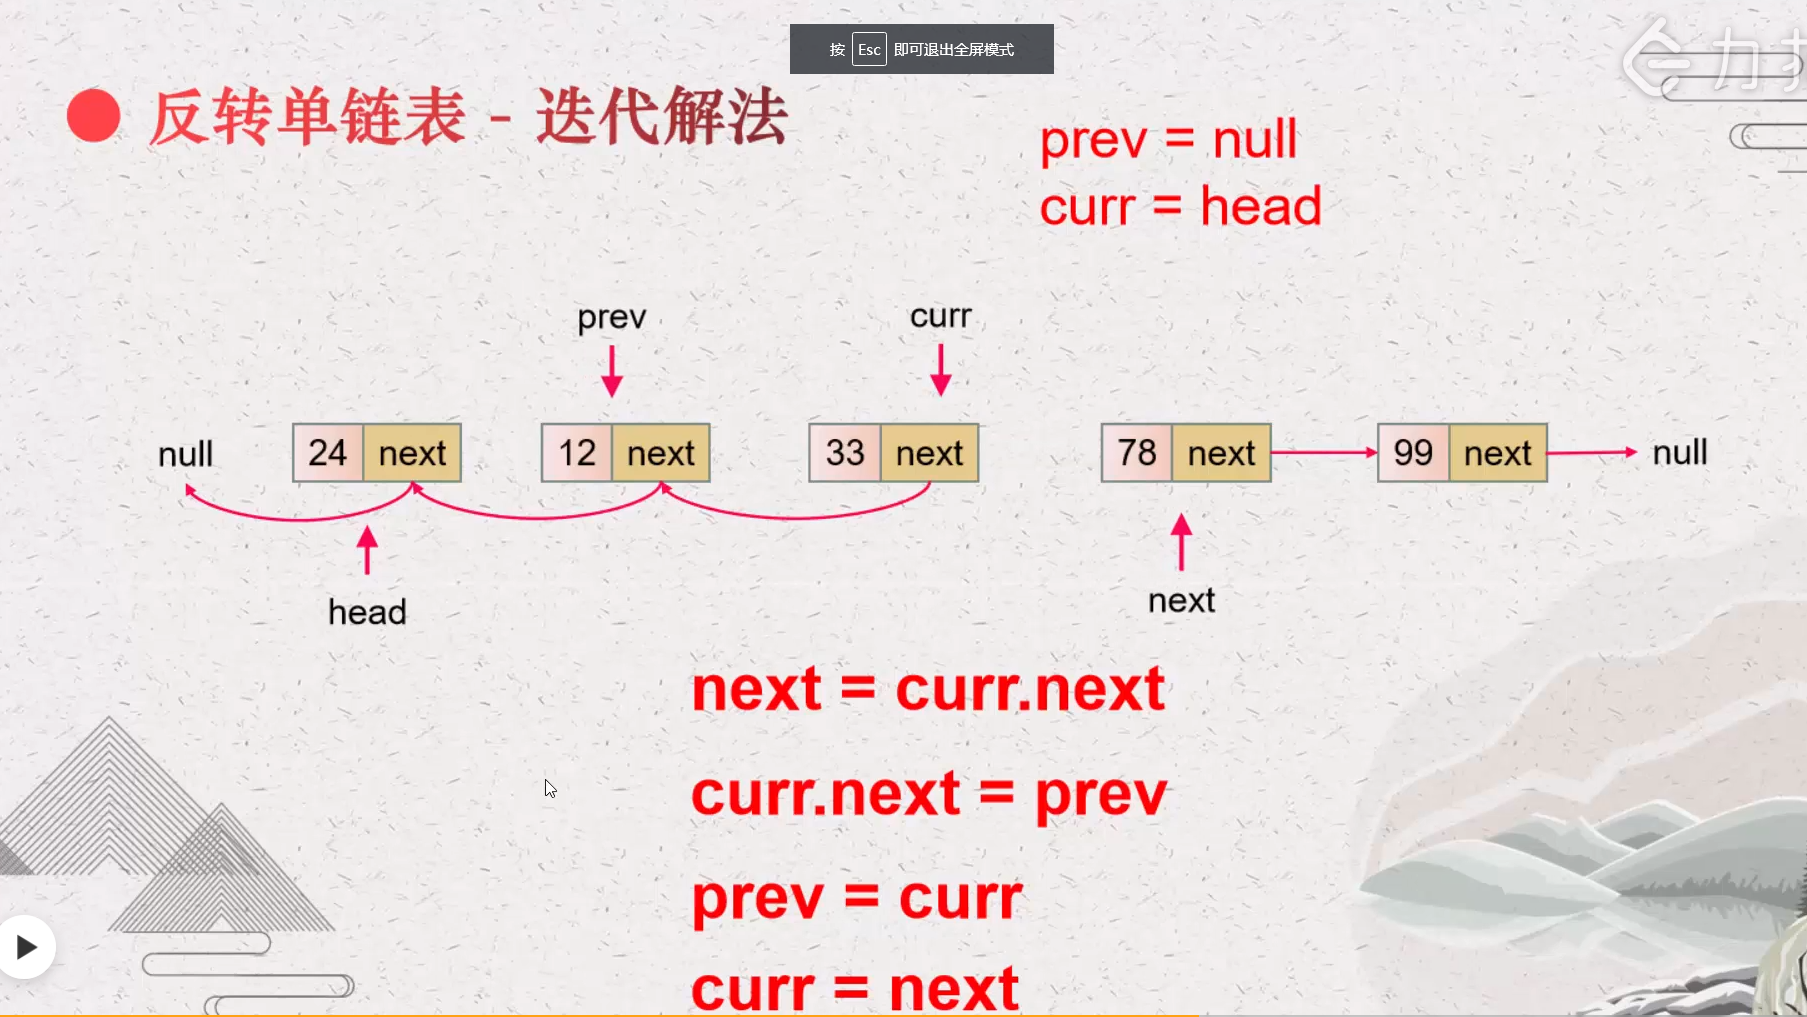 按 Esc 即可退出全屏模式
力扣
反转单链表 - 迭代解法
prev = null
curr = head
prev curr
null 24 next 12 next 33 next 78 next 99 next null
head next
next = curr.next
curr.next = prev
prev = curr
curr = next